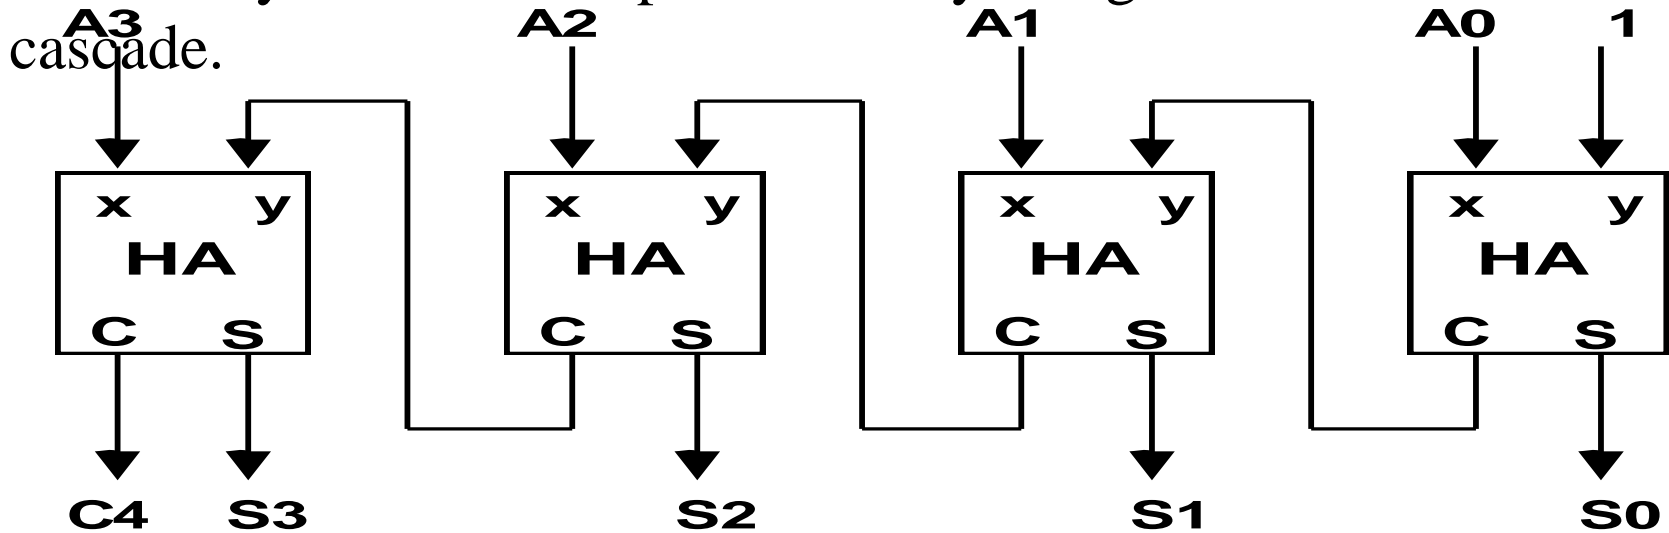 A3 A2 A1 A0 1
cascade.
x y x y x y x y
HA HA HA HA
C S C S C S C S
C4 S3 S2 S1 S0